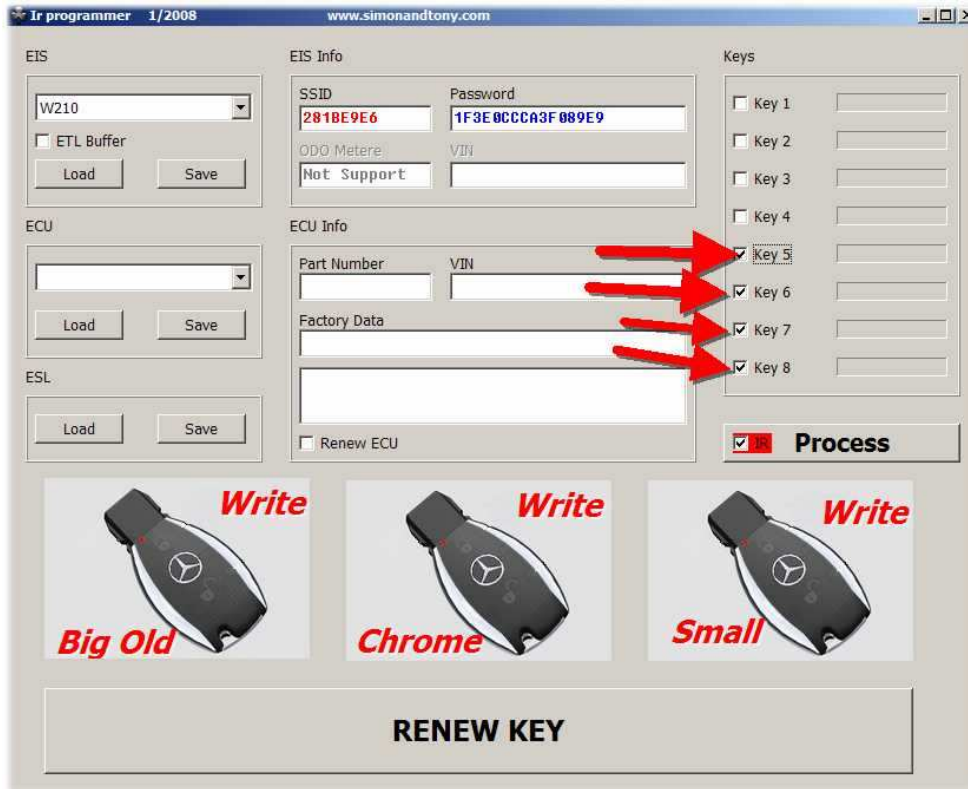 Ir programmer 1/2008 www.simonandtony.com
EIS
W210
ETL Buffer
Load Save
EIS Info
SSID Password
281BE9E6 1F3E0CCCA3F089E9
ODO Metere VIN
Not Support
Keys
Key 1
Key 2
Key 3
Key 4
Key 5
Key 6
Key 7
Key 8
ECU
Load Save
ECU Info
Part Number VIN
Factory Data
Renew ECU
ESL
Load Save
IR Process
Write
Big Old
Write
Chrome
Write
Small
RENEW KEY